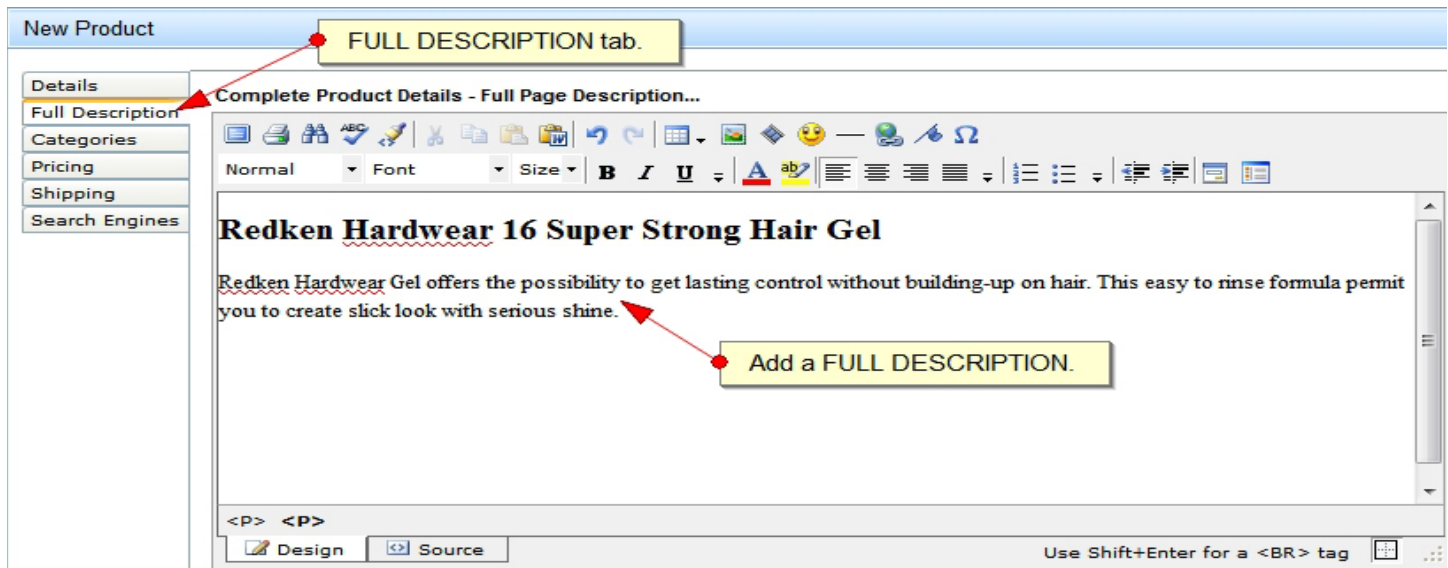 New Product
FULL DESCRIPTION tab.
Details
Full Description
Categories
Pricing
Shipping
Search Engines
Complete Product Details - Full Page Description...
ABC
Normal Font Size B I U A ab
Redken Hardwear 16 Super Strong Hair Gel
Redken Hardwear Gel offers the possibility to get lasting control without building-up on hair. This easy to rinse formula permit
you to create slick look with serious shine.
Add a FULL DESCRIPTION.
<P> <P>
Design Source
Use Shift+Enter for a <BR> tag